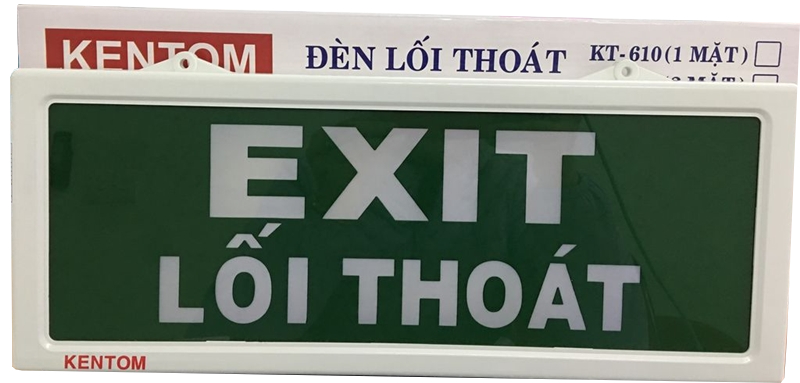 KENTOM
ĐÈN LỐI THOÁT KT-610(1 MẶT)
EXIT
LỐI THOÁT
KENTOM